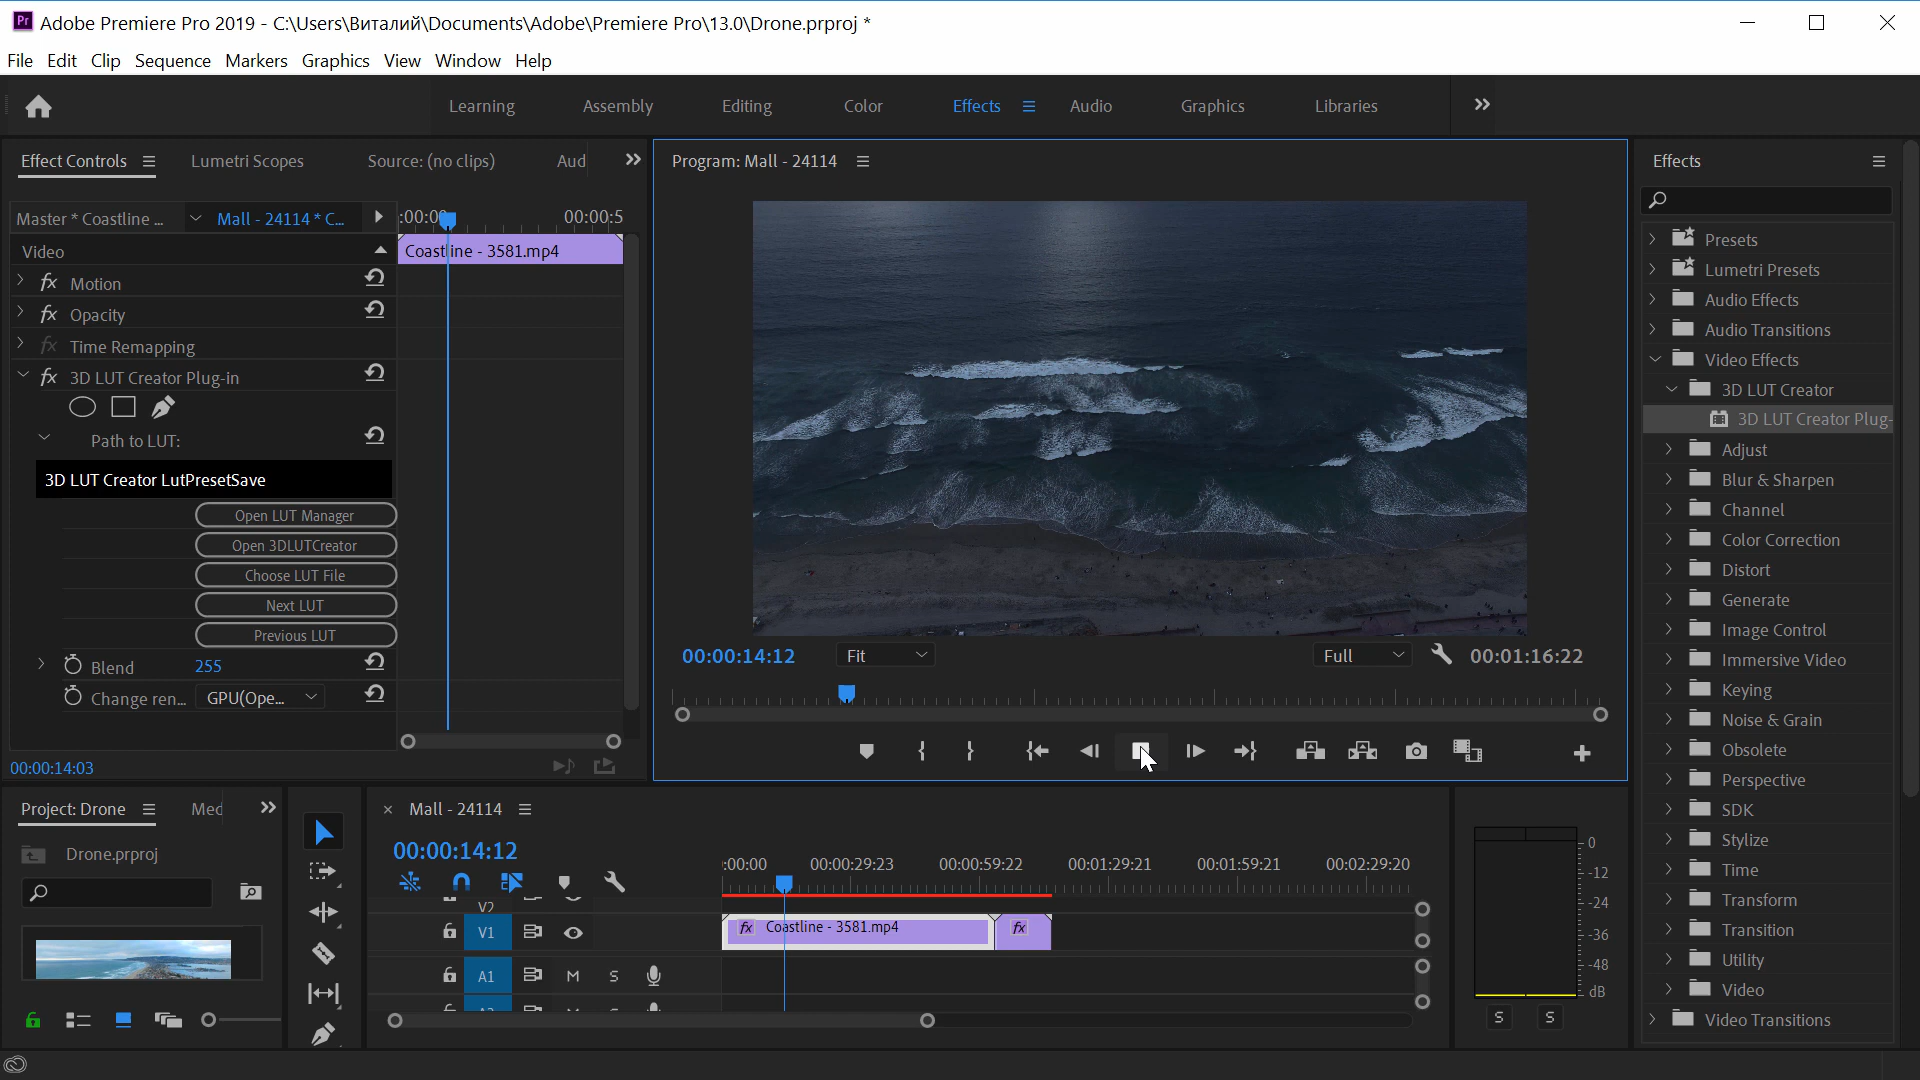 Pr Adobe Premiere Pro 2019 - C:\Users\Виталий\Documents\Adobe\Premiere Pro\13.0\Drone.prproj *
File Edit Clip Sequence Markers Graphics View Window Help
Learning Assembly Editing Color Effects Audio Graphics Libraries
Effect Controls Lumetri Scopes Source: (no clips) Aud
Master * Coastline ... Mall - 24114 * C... :00:00 00:00:5
Video
Coastline - 3581.mp4
fx Motion
fx Opacity
fx Time Remapping
fx 3D LUT Creator Plug-in
Path to LUT:
3D LUT Creator LutPresetSave
Open LUT Manager
Open 3DLUTCreator
Choose LUT File
Next LUT
Previous LUT
Blend 255
Change ren... GPU(Ope...
00:00:14:03
Program: Mall - 24114
00:00:14:12 Fit Full 00:01:16:22
Effects
Presets
Lumetri Presets
Audio Effects
Audio Transitions
Video Effects
3D LUT Creator
3D LUT Creator Plug-
Adjust
Blur & Sharpen
Channel
Color Correction
Distort
Generate
Image Control
Immersive Video
Keying
Noise & Grain
Obsolete
Perspective
SDK
Stylize
Time
Transform
Transition
Utility
Video
Video Transitions
Project: Drone Med
Drone.prproj
Mall - 24114
00:00:14:12
:00:00 00:00:29:23 00:00:59:22 00:01:29:21 00:01:59:21 00:02:29:20
V2
V1 fx Coastline - 3581.mp4 fx
A1 M S
0
-12
-24
-36
-48
dB
S S